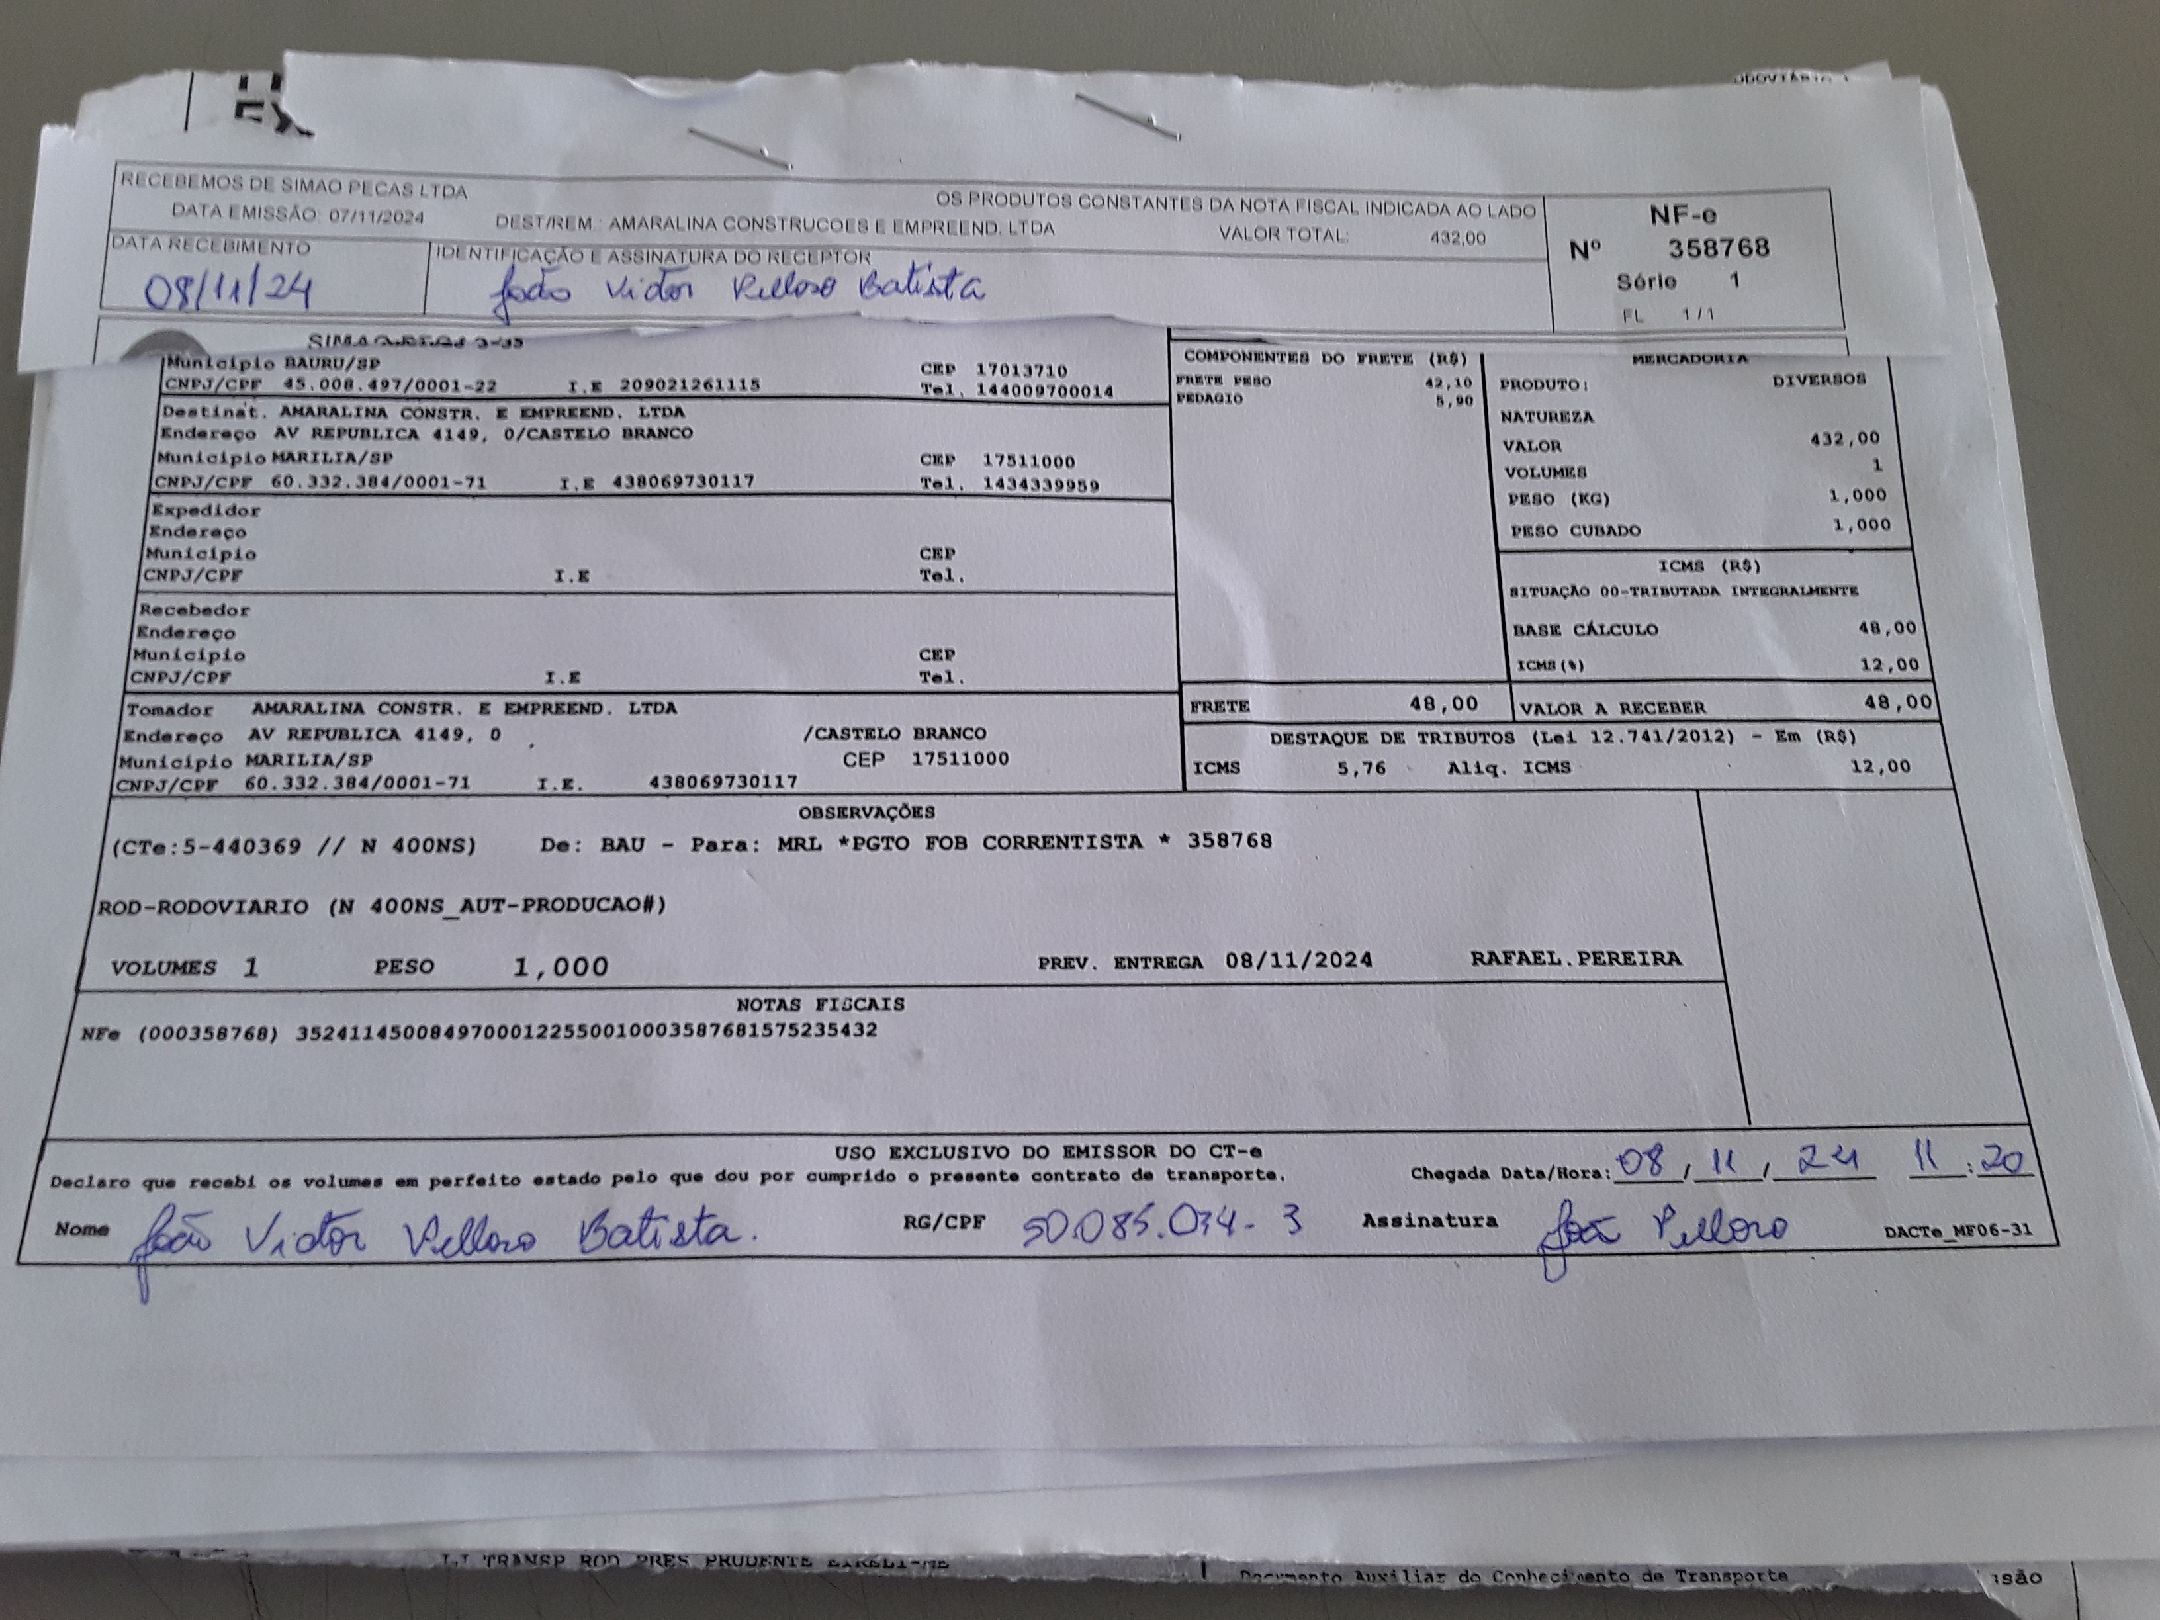 RECEBEMOS DE SIMAO PECAS LTDA OS PRODUTOS CONSTANTES DA NOTA FISCAL INDICADA AO LADO
DATA EMISSÃO: 07/11/2024 DEST/REM.: AMARALINA CONSTRUCOES E EMPREEND. LTDA VALOR TOTAL: 432,00
DATA RECEBIMENTO IDENTIFICAÇÃO E ASSINATURA DO RECEPTOR
08/11/24 João Victor Velloso Batista
NF-e
Nº 358768
Série 1
FL 1/1
Município BAURU/SP CEP 17013710
CNPJ/CPF 45.008.497/0001-22 I.E 209021261115 Tel. 144009700014
Destinat. AMARALINA CONSTR. E EMPREEND. LTDA
Endereço AV REPUBLICA 4149, 0/CASTELO BRANCO
Município MARILIA/SP CEP 17511000
CNPJ/CPF 60.332.384/0001-71 I.E 438069730117 Tel. 1434339959
Expedidor
Endereço
Município CEP
CNPJ/CPF I.E Tel.
Recebedor
Endereço
Município CEP
CNPJ/CPF I.E Tel.
Tomador AMARALINA CONSTR. E EMPREEND. LTDA
Endereço AV REPUBLICA 4149, 0 /CASTELO BRANCO
Município MARILIA/SP CEP 17511000
CNPJ/CPF 60.332.384/0001-71 I.E. 438069730117
COMPONENTES DO FRETE (R$)
FRETE PESO 42,10
PEDAGIO 5,90
MERCADORIA
PRODUTO: DIVERSOS
NATUREZA
VALOR 432,00
VOLUMES 1
PESO (KG) 1,000
PESO CUBADO 1,000
ICMS (R$)
SITUAÇÃO 00-TRIBUTADA INTEGRALMENTE
BASE CÁLCULO 48,00
ICMS(%) 12,00
FRETE 48,00 VALOR A RECEBER 48,00
DESTAQUE DE TRIBUTOS (Lei 12.741/2012) - Em (R$)
ICMS 5,76 Aliq. ICMS 12,00
OBSERVAÇÕES
(CTe:5-440369 // N 400NS) De: BAU - Para: MRL *PGTO FOB CORRENTISTA * 358768
ROD-RODOVIARIO (N 400NS_AUT-PRODUCAO#)
VOLUMES 1 PESO 1,000 PREV. ENTREGA 08/11/2024 RAFAEL.PEREIRA
NOTAS FISCAIS
NFe (000358768) 35241145008497000122550010003587681575235432
USO EXCLUSIVO DO EMISSOR DO CT-e
Declaro que recebi os volumes em perfeito estado pelo que dou por cumprido o presente contrato de transporte. Chegada Data/Hora: 08/11/24 11:20
Nome João Victor Velloso Batista. RG/CPF 50.085.034-3 Assinatura João Velloso DACTe_MF06-31
LJ TRANSP ROD PRES PRUDENTE EIRELI-ME
Documento Auxiliar do Conhecimento de Transporte